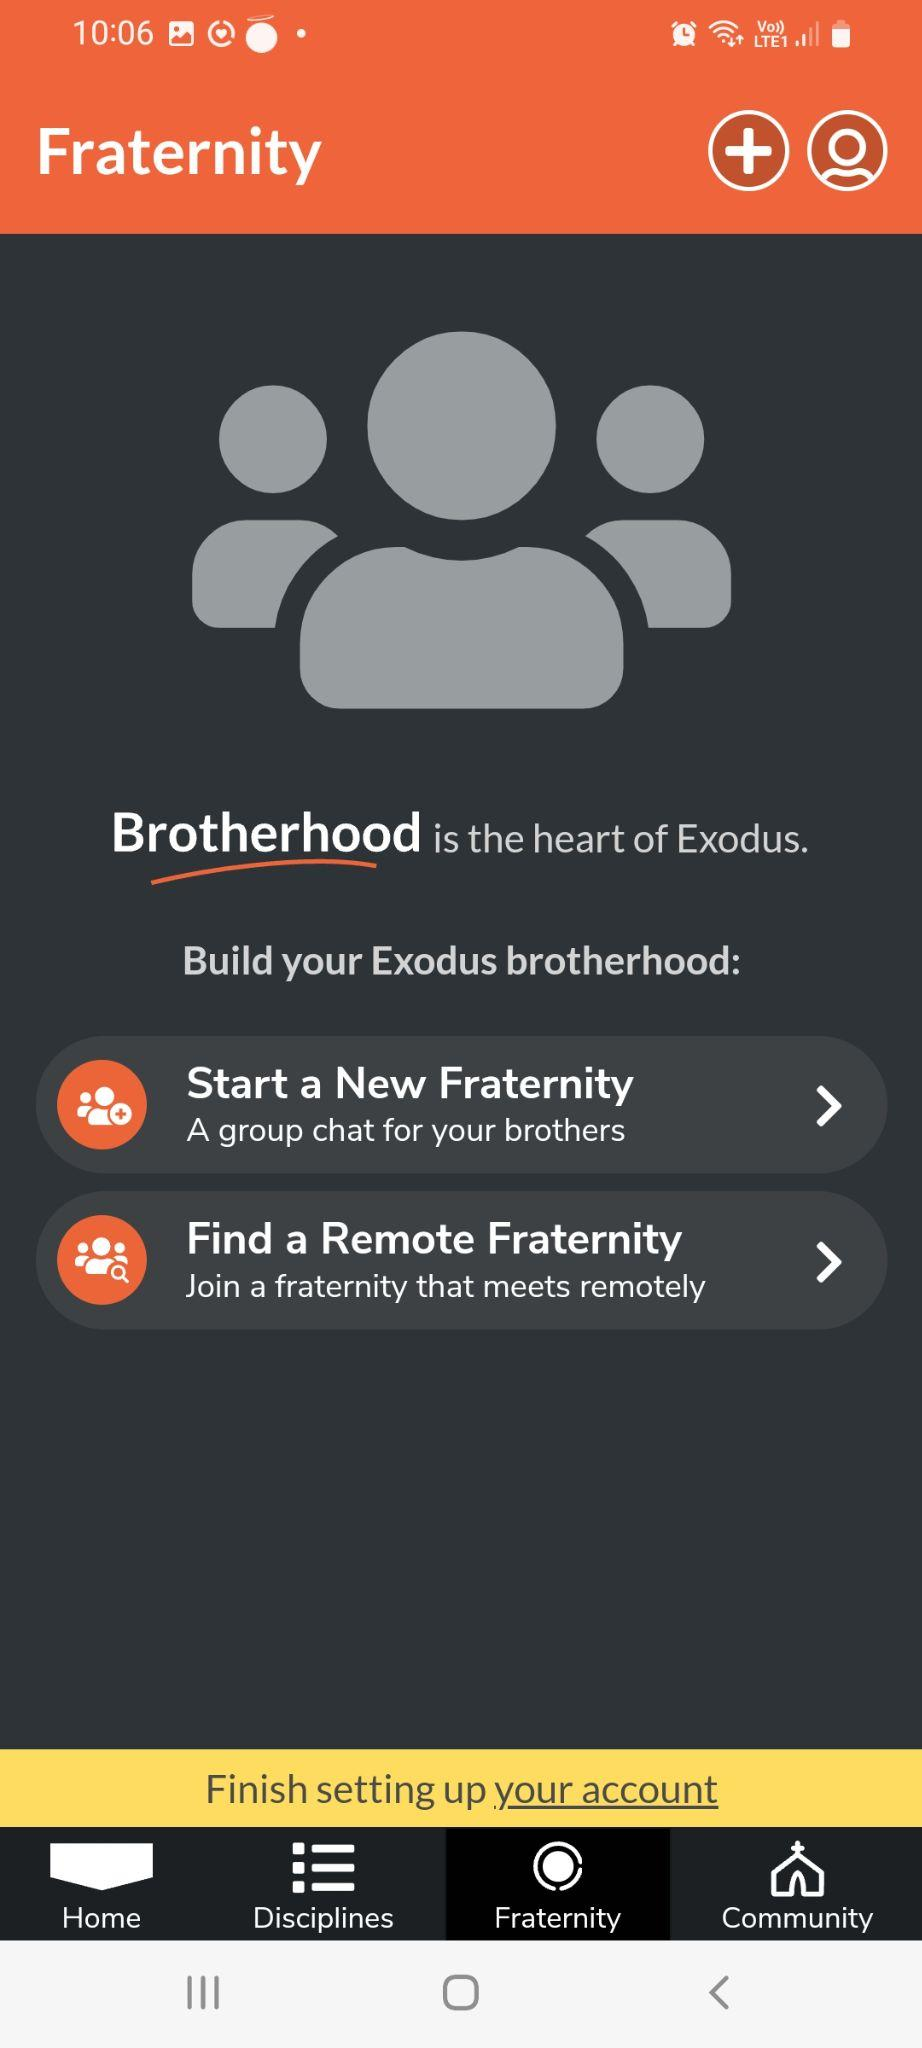 10:06
Vo))
LTE1
Fraternity
Brotherhood is the heart of Exodus.
Build your Exodus brotherhood:
Start a New Fraternity
A group chat for your brothers
Find a Remote Fraternity
Join a fraternity that meets remotely
Finish setting up your account
Home
Disciplines
Fraternity
Community